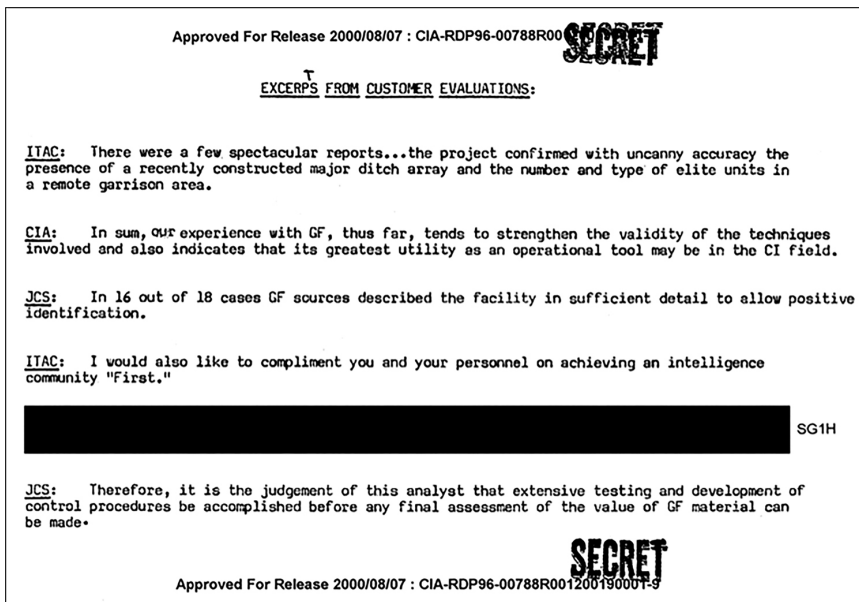 Approved For Release 2000/08/07 : CIA-RDP96-00788R00
SECRET
T
EXCERPS FROM CUSTOMER EVALUATIONS:
ITAC: There were a few spectacular reports...the project confirmed with uncanny accuracy the
presence of a recently constructed major ditch array and the number and type of elite units in
a remote garrison area.
CIA: In sum, our experience with GF, thus far, tends to strengthen the validity of the techniques
involved and also indicates that its greatest utility as an operational tool may be in the CI field.
JCS: In 16 out of 18 cases GF sources described the facility in sufficient detail to allow positive
identification.
ITAC: I would also like to compliment you and your personnel on achieving an intelligence
community "First."
SG1H
JCS: Therefore, it is the judgement of this analyst that extensive testing and development of
control procedures be accomplished before any final assessment of the value of GF material can
be made.
SECRET
Approved For Release 2000/08/07 : CIA-RDP96-00788R001200190001-9